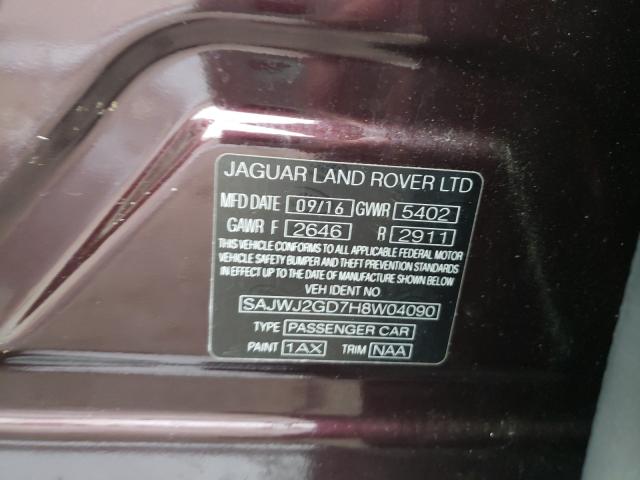 JAGUAR LAND ROVER LTD
MFD DATE 09/16 GVWR 5402
GAWR F 2646 R 2911
THIS VEHICLE CONFORMS TO ALL APPLICABLE FEDERAL MOTOR
VEHICLE SAFETY BUMPER AND THEFT PREVENTION STANDARDS
IN EFFECT UP TO THE DATE OF MANUFACTURE SHOWN BELOW.
VEH IDENT NO
SAJWJ2GD7H8W04090
TYPE PASSENGER CAR
PAINT 1AX TRIM NAA